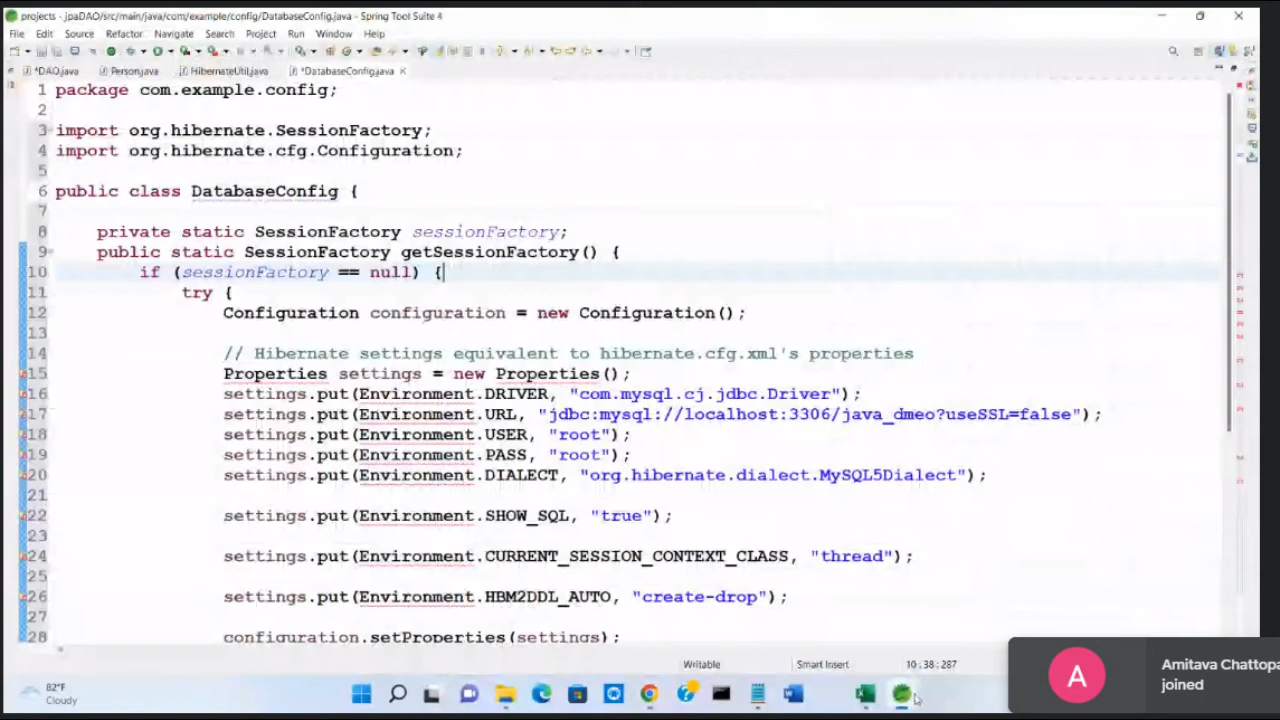 projects - jpaDAO/src/main/java/com/example/config/DatabaseConfig.java - Spring Tool Suite 4
File Edit Source Refactor Navigate Search Project Run Window Help
*DAO.java Person.java HibernateUtil.java *DatabaseConfig.java
1 package com.example.config;
2
3 import org.hibernate.SessionFactory;
4 import org.hibernate.cfg.Configuration;
5
6 public class DatabaseConfig {
7
8 private static SessionFactory sessionFactory;
9 public static SessionFactory getSessionFactory() {
10 if (sessionFactory == null) {
11 try {
12 Configuration configuration = new Configuration();
13
14 // Hibernate settings equivalent to hibernate.cfg.xml's properties
15 Properties settings = new Properties();
16 settings.put(Environment.DRIVER, "com.mysql.cj.jdbc.Driver");
17 settings.put(Environment.URL, "jdbc:mysql://localhost:3306/java_dmeo?useSSL=false");
18 settings.put(Environment.USER, "root");
19 settings.put(Environment.PASS, "root");
20 settings.put(Environment.DIALECT, "org.hibernate.dialect.MySQL5Dialect");
21
22 settings.put(Environment.SHOW_SQL, "true");
23
24 settings.put(Environment.CURRENT_SESSION_CONTEXT_CLASS, "thread");
25
26 settings.put(Environment.HBM2DDL_AUTO, "create-drop");
27
28 configuration.setProperties(settings);
Writable Smart Insert 10:38:287
A Amitava Chattopa
joined
82°F
Cloudy